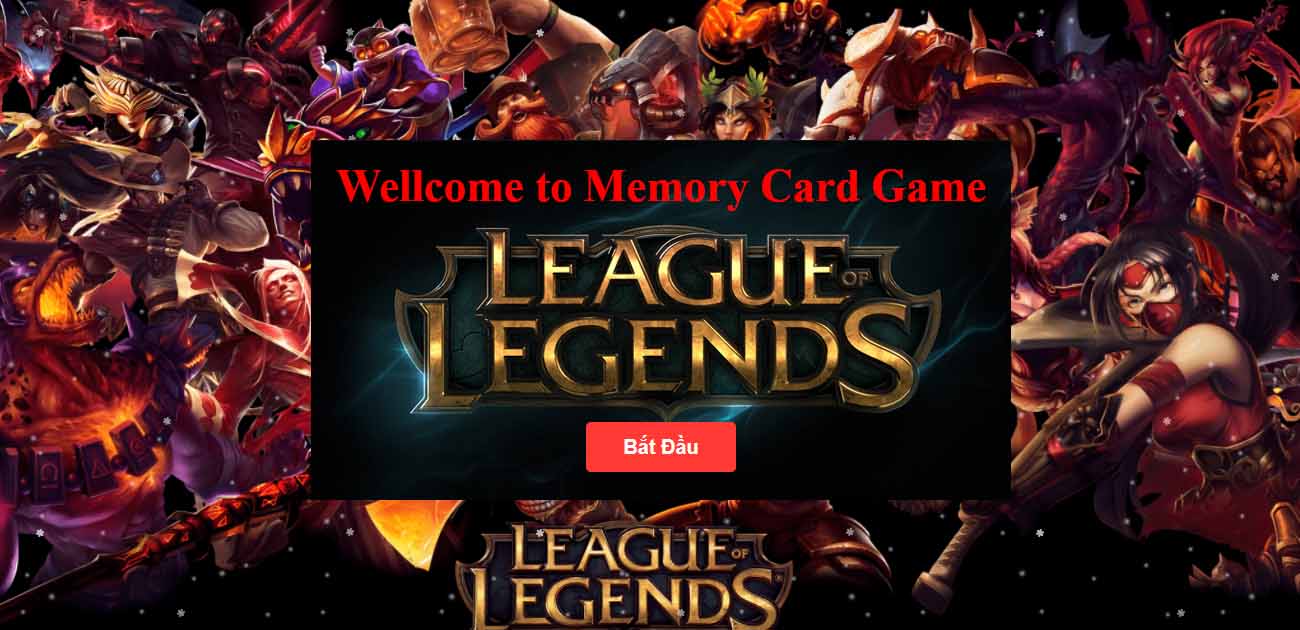 Wellcome to Memory Card Game
LEAGUE OF
LEGENDS
Bắt Đầu
LEAGUE OF
LEGENDS